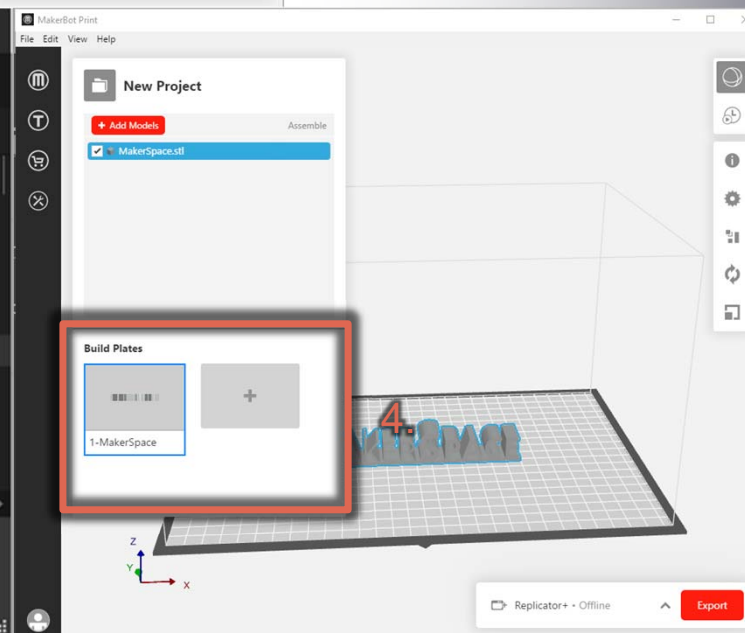 MakerBot Print
File Edit View Help
New Project
+ Add Models
Assemble
MakerSpace.stl
Build Plates
+
1-MakerSpace
4.
Z
Y
X
Replicator+ • Offline
Export